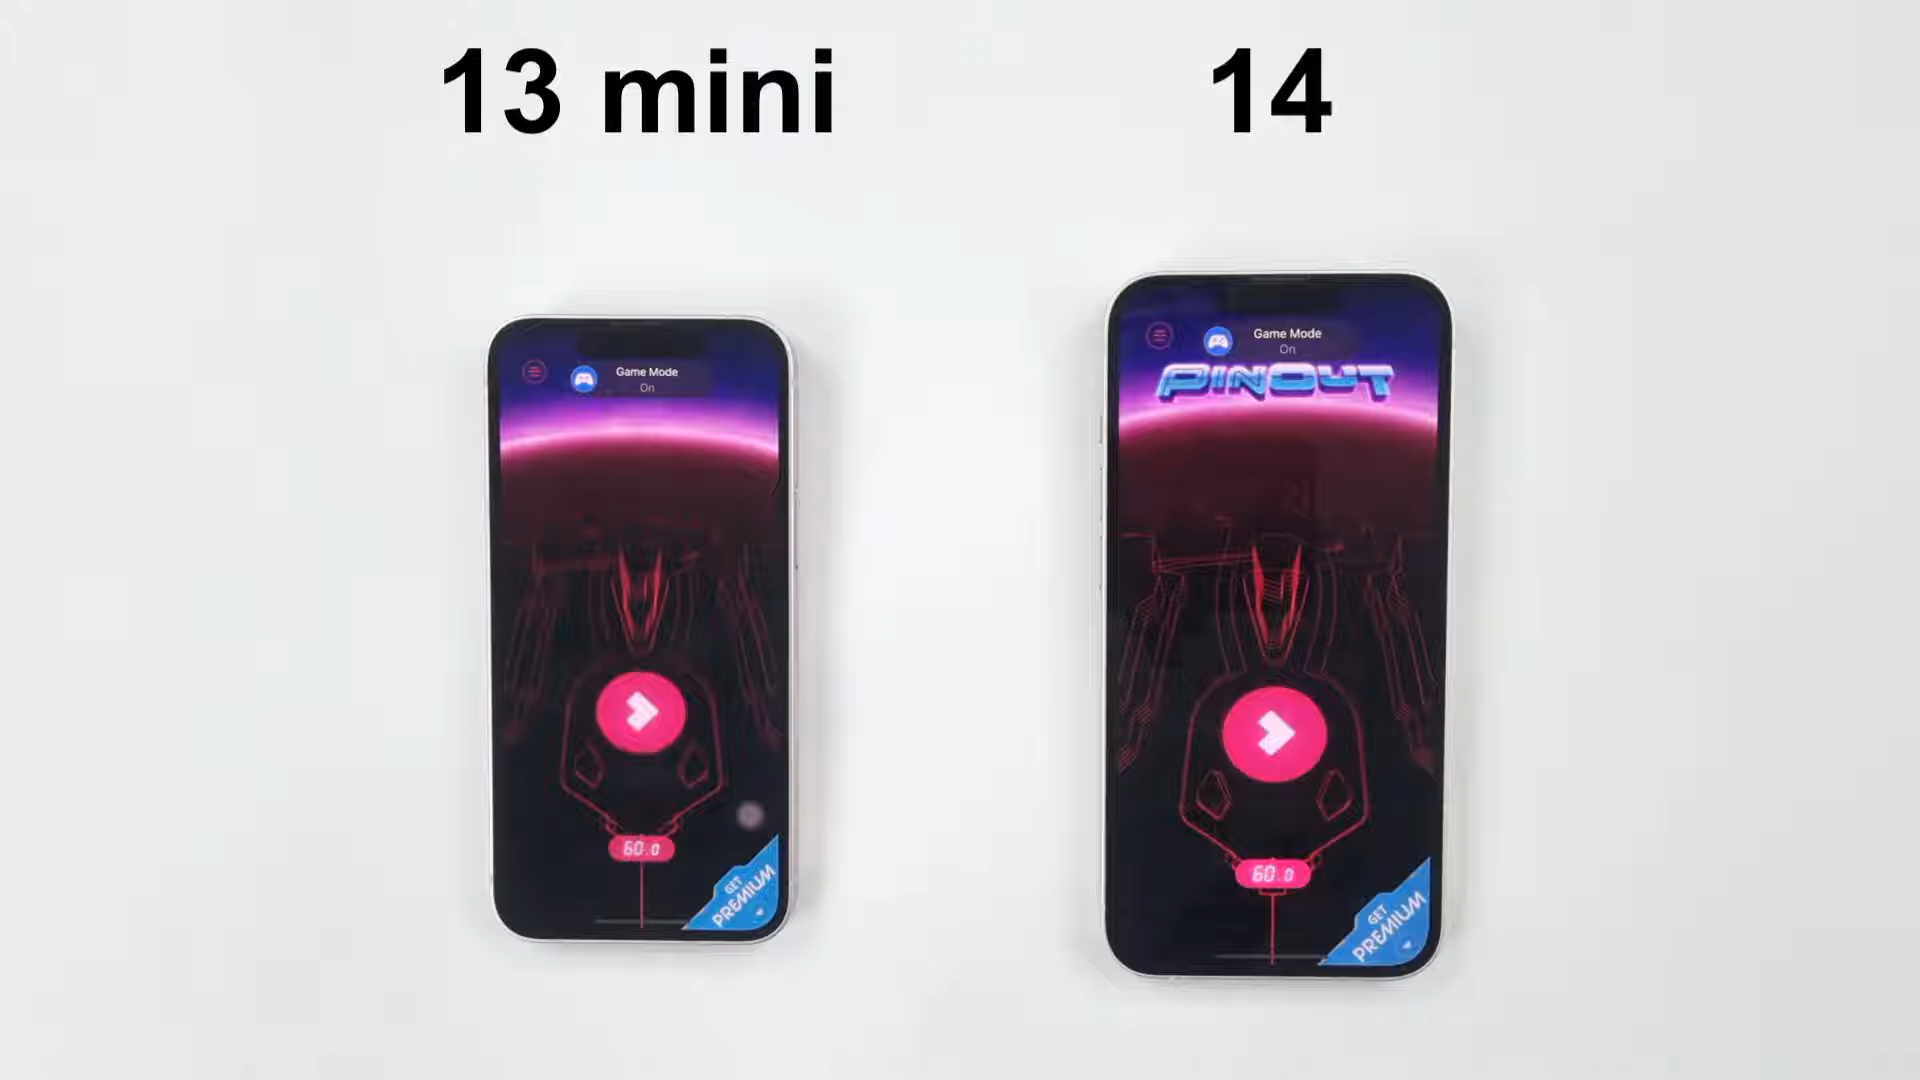 13 mini
14
Game Mode
On
60.0
GET
PREMIUM
Game Mode
On
PINOUT
60.0
GET
PREMIUM